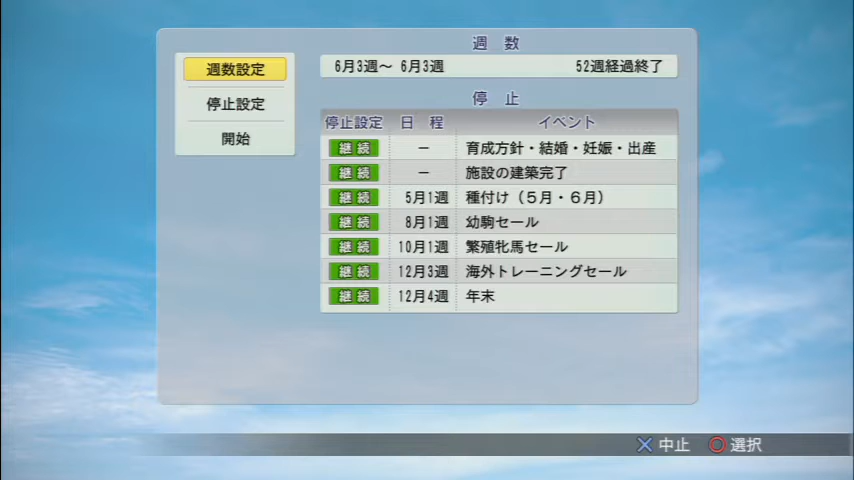 週数設定
停止設定
開始
週 数
6月3週～ 6月3週 52週経過終了
停 止
停止設定 日 程 イベント
継続 － 育成方針・結婚・妊娠・出産
継続 － 施設の建築完了
継続 5月1週 種付け（５月・６月）
継続 8月1週 幼駒セール
継続 10月1週 繁殖牝馬セール
継続 12月3週 海外トレーニングセール
継続 12月4週 年末
✕ 中止 ○ 選択